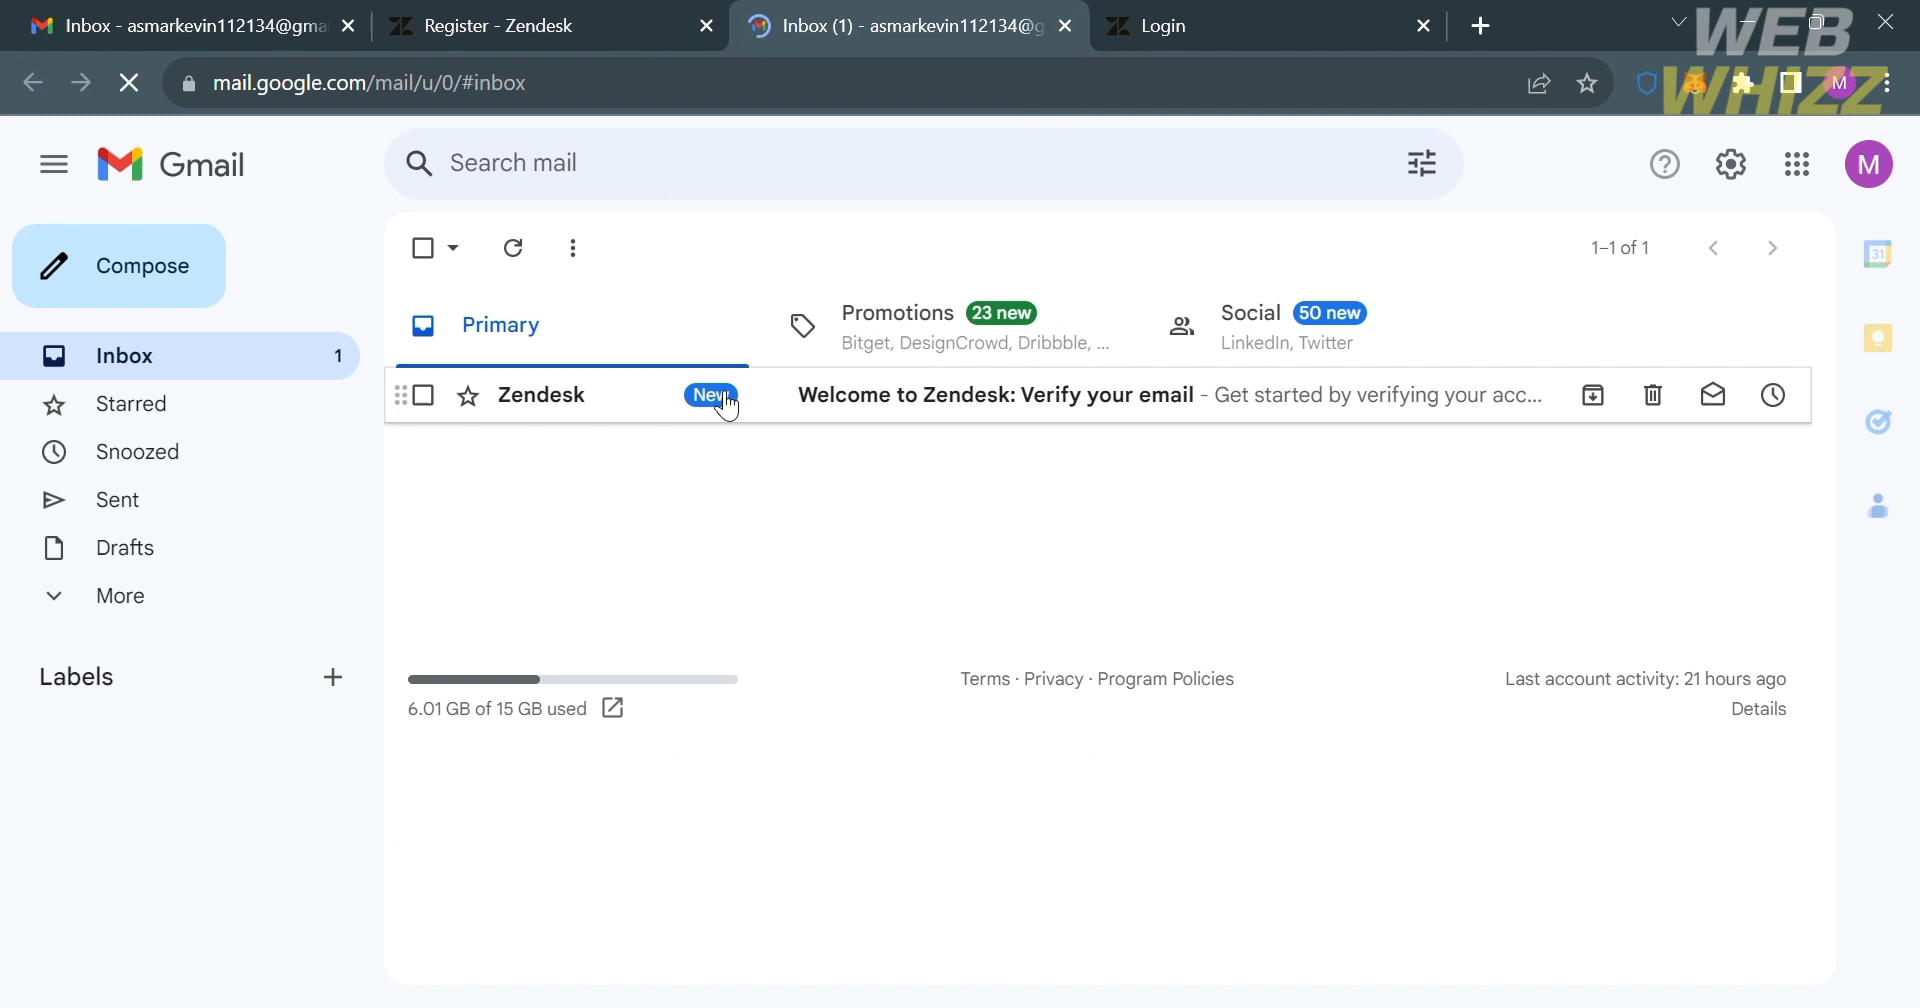 Inbox - asmarkevin112134@gma
Register - Zendesk
Inbox (1) - asmarkevin112134@g
Login
WEB
WHIZZ
mail.google.com/mail/u/0/#inbox
M
Gmail
Search mail
M
Compose
1–1 of 1
31
Primary
Promotions 23 new
Bitget, DesignCrowd, Dribbble, ...
Social 50 new
LinkedIn, Twitter
Inbox 1
Zendesk New Welcome to Zendesk: Verify your email - Get started by verifying your acc...
Starred
Snoozed
Sent
Drafts
More
Labels
Terms · Privacy · Program Policies
Last account activity: 21 hours ago
6.01 GB of 15 GB used
Details